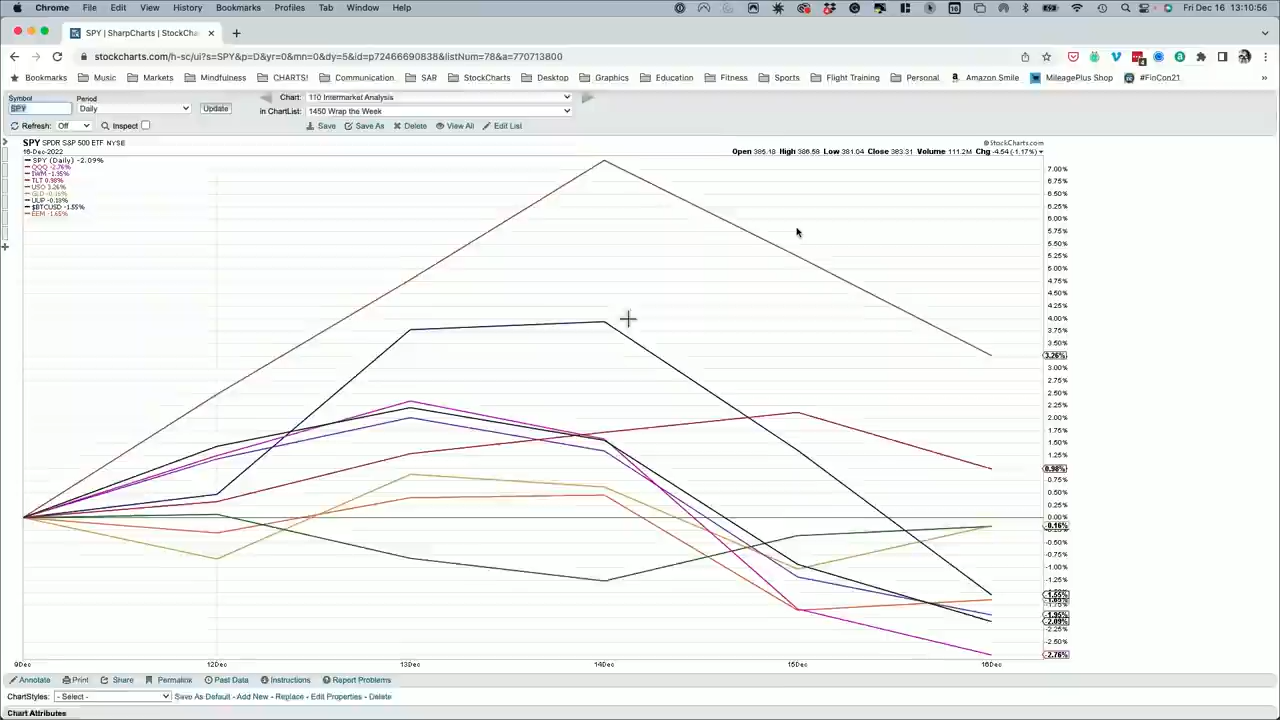 Chrome File Edit View History Bookmarks Profiles Tab Window Help Fri Dec 16 13:10:56
SPY | SharpCharts | StockCha
stockcharts.com/h-sc/ui?s=SPY&p=D&yr=0&mn=0&dy=5&id=p72466690838&listNum=78&a=770713800
Bookmarks Music Markets Mindfulness CHARTS! Communication SAR StockCharts Desktop Graphics Education Fitness Sports Flight Training Personal Amazon Smile MileagePlus Shop #FinCon21 »
Symbol Period Chart: 110 Intermarket Analysis
SPY Daily Update in ChartList: 1450 Wrap the Week
Refresh: Off Inspect Save Save As Delete View All Edit List
SPY SPDR S&P 500 ETF NYSE © StockCharts.com
16-Dec-2022 Open 385.18 High 386.58 Low 381.04 Close 383.31 Volume 111.2M Chg -4.54 (-1.17%)
SPY (Daily) -2.09%
QQQ -2.76%
IWM -1.95%
TLT 0.98%
USO 3.26%
GLD -0.16%
UUP -0.18%
$BTCUSD -1.55%
EEM -1.65%
7.00%
6.75%
6.50%
6.25%
6.00%
5.75%
5.50%
5.25%
5.00%
4.75%
4.50%
4.25%
4.00%
3.75%
3.50%
3.26%
3.00%
2.75%
2.50%
2.25%
2.00%
1.75%
1.50%
1.25%
0.98%
0.75%
0.50%
0.25%
0.00%
-0.16%
-0.50%
-0.75%
-1.00%
-1.25%
-1.55%
-1.95%
-2.09%
-2.25%
-2.50%
-2.76%
9Dec 12Dec 13Dec 14Dec 15Dec 16Dec
Annotate Print Share Permalink Past Data Instructions Report Problems
ChartStyles: - Select - Save As Default - Add New - Replace - Edit Properties - Delete
Chart Attributes